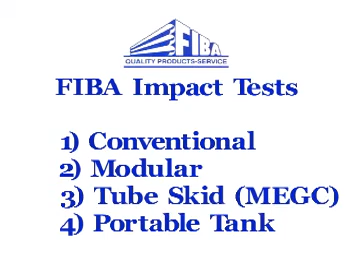 FIBA
QUALITY PRODUCTS-SERVICE
FIBA Impact Tests
1) Conventional
2) Modular
3) Tube Skid (MEGC)
4) Portable Tank